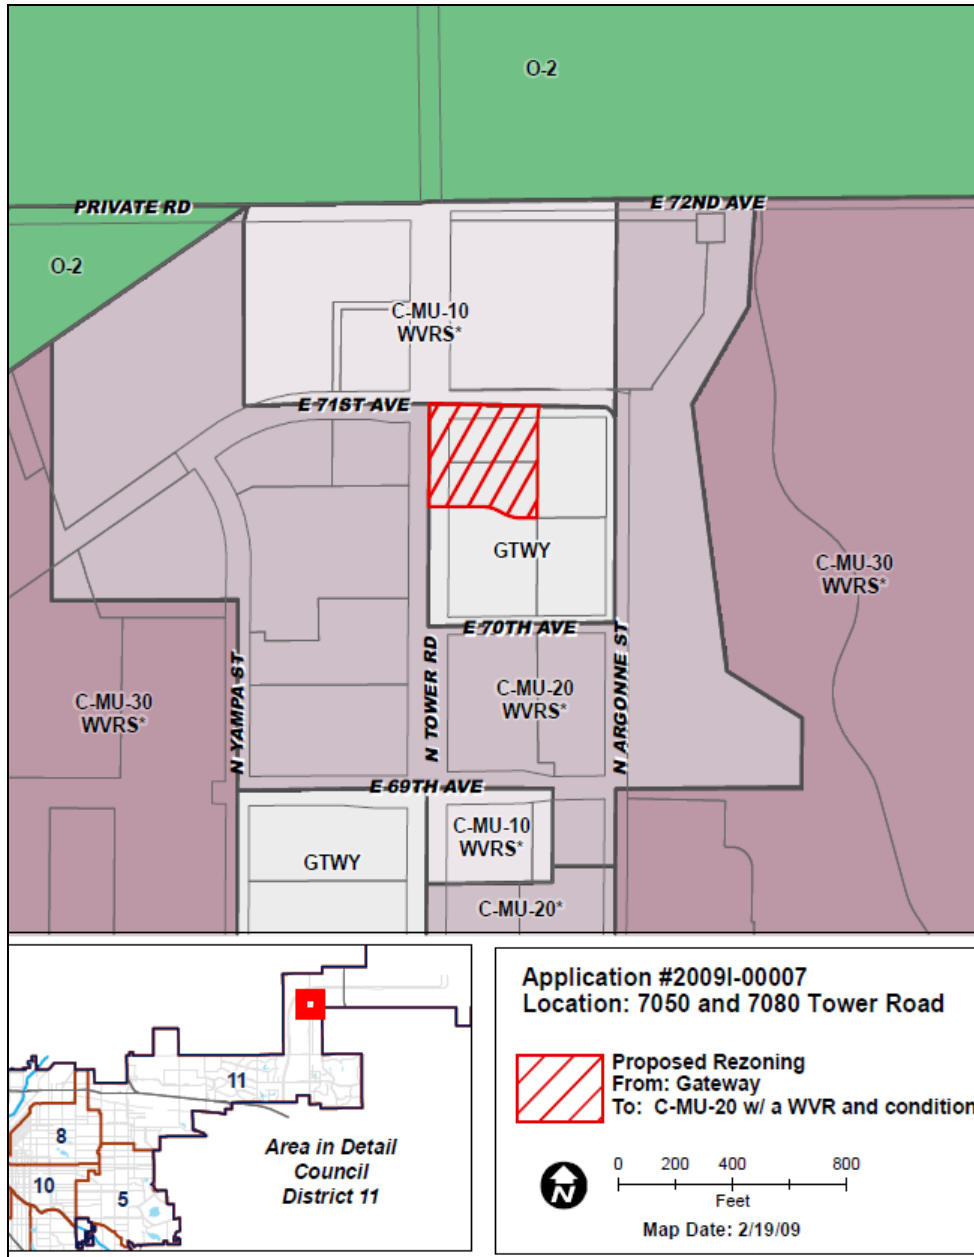 O-2
PRIVATE RD
E 72ND AVE
O-2
C-MU-10
WVRS*
E 71ST AVE
GTWY
C-MU-30
WVRS*
E 70TH AVE
N YAMPA ST
N TOWER RD
N ARGONNE ST
C-MU-30
WVRS*
C-MU-20
WVRS*
E 69TH AVE
C-MU-10
WVRS*
GTWY
C-MU-20*
11
8
10
5
Area in Detail
Council
District 11
Application #2009I-00007
Location: 7050 and 7080 Tower Road
Proposed Rezoning
From: Gateway
To: C-MU-20 w/ a WVR and condition
N
0 200 400 800
Feet
Map Date: 2/19/09